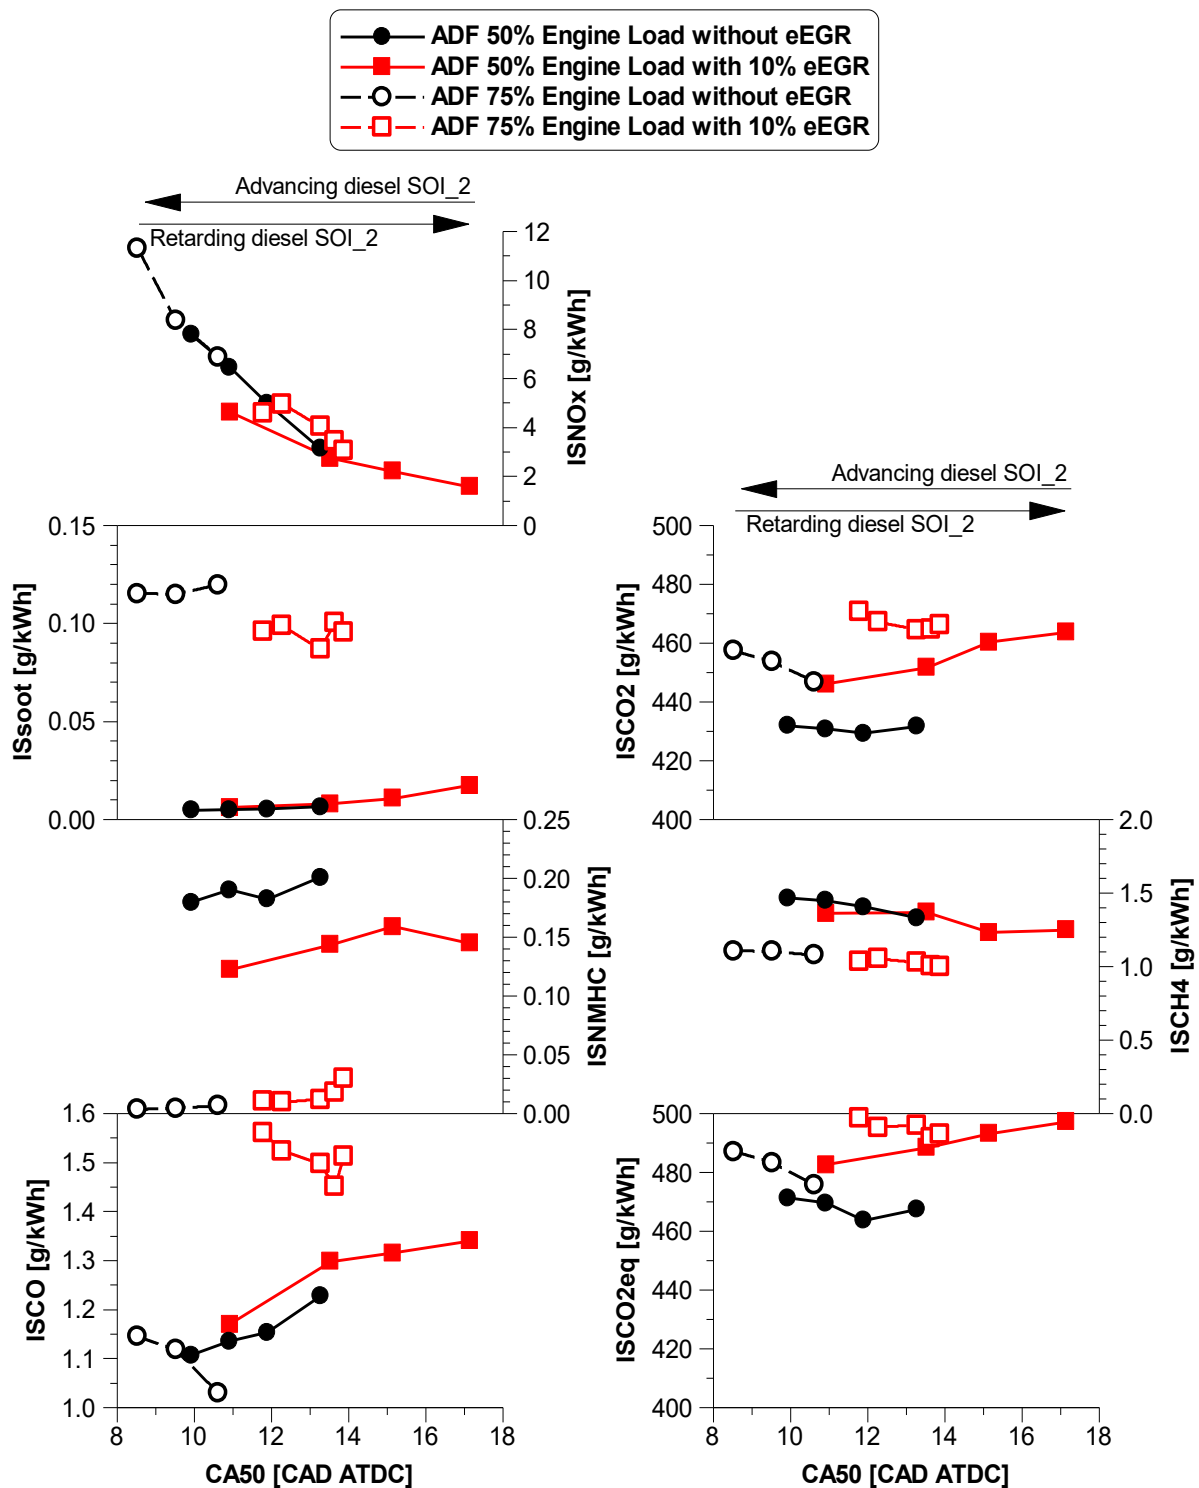 ADF 50% Engine Load without eEGR
ADF 50% Engine Load with 10% eEGR
ADF 75% Engine Load without eEGR
ADF 75% Engine Load with 10% eEGR
Advancing diesel SOI_2
Retarding diesel SOI_2
12
10
8
6
4
2
0
ISNOx [g/kWh]
0.15
0.10
0.05
0.00
ISsoot [g/kWh]
0.25
0.20
0.15
0.10
0.05
0.00
ISNMHC [g/kWh]
1.6
1.5
1.4
1.3
1.2
1.1
1.0
ISCO [g/kWh]
8 10 12 14 16 18
CA50 [CAD ATDC]
Advancing diesel SOI_2
Retarding diesel SOI_2
500
480
460
440
420
400
ISCO2 [g/kWh]
2.0
1.5
1.0
0.5
0.0
ISCH4 [g/kWh]
500
480
460
440
420
400
ISCO2eq [g/kWh]
8 10 12 14 16 18
CA50 [CAD ATDC]